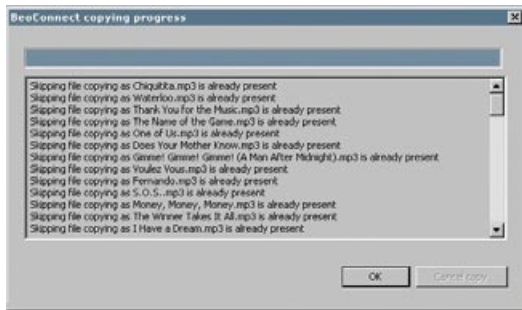 BeoConnect copying progress
Skipping file copying as Chiquitita.mp3 is already present
Skipping file copying as Waterloo.mp3 is already present
Skipping file copying as Thank You for the Music.mp3 is already present
Skipping file copying as The Name of the Game.mp3 is already present
Skipping file copying as One of Us.mp3 is already present
Skipping file copying as Does Your Mother Know.mp3 is already present
Skipping file copying as Gimme! Gimme! Gimme! (A Man After Midnight).mp3 is already present
Skipping file copying as Voulez Vous.mp3 is already present
Skipping file copying as Fernando.mp3 is already present
Skipping file copying as S.O.S..mp3 is already present
Skipping file copying as Money, Money, Money.mp3 is already present
Skipping file copying as The Winner Takes It All.mp3 is already present
Skipping file copying as I Have a Dream.mp3 is already present
OK
Cancel copy